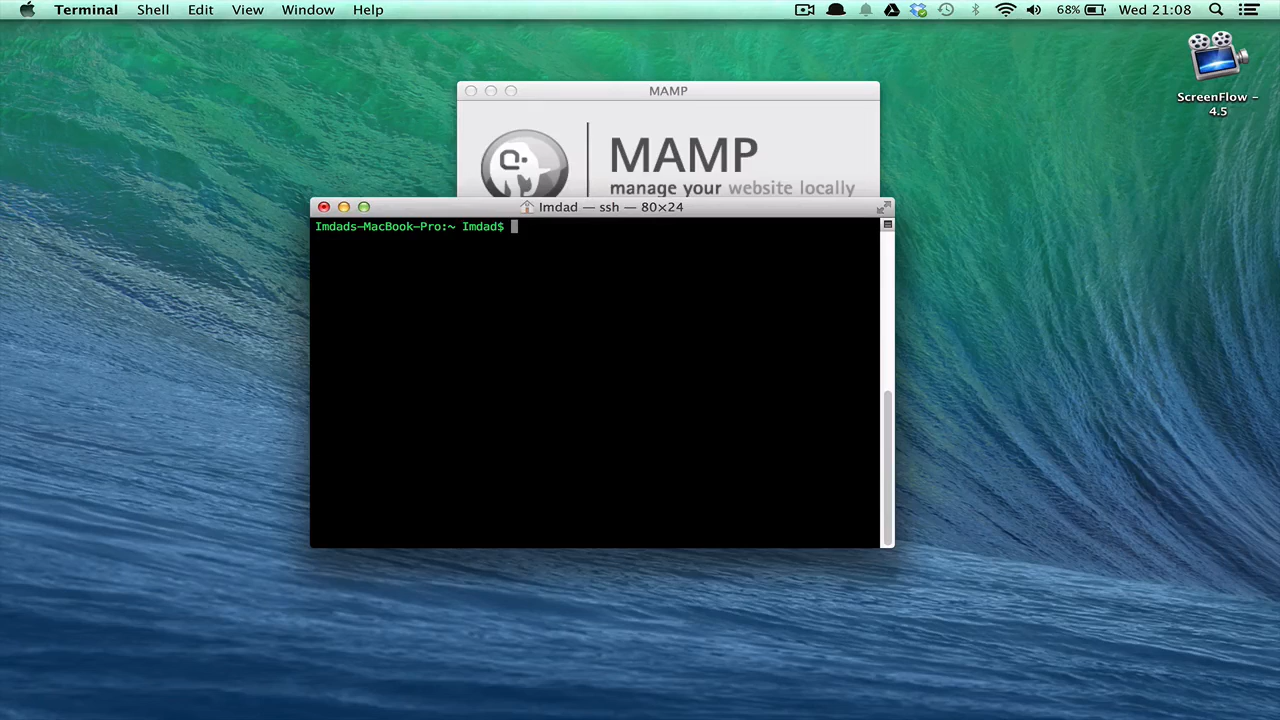 Terminal Shell Edit View Window Help 68% Wed 21:08
ScreenFlow –
4.5
MAMP
MAMP
manage your website locally
Imdad — ssh — 80×24
Imdads-MacBook-Pro:~ Imdad$